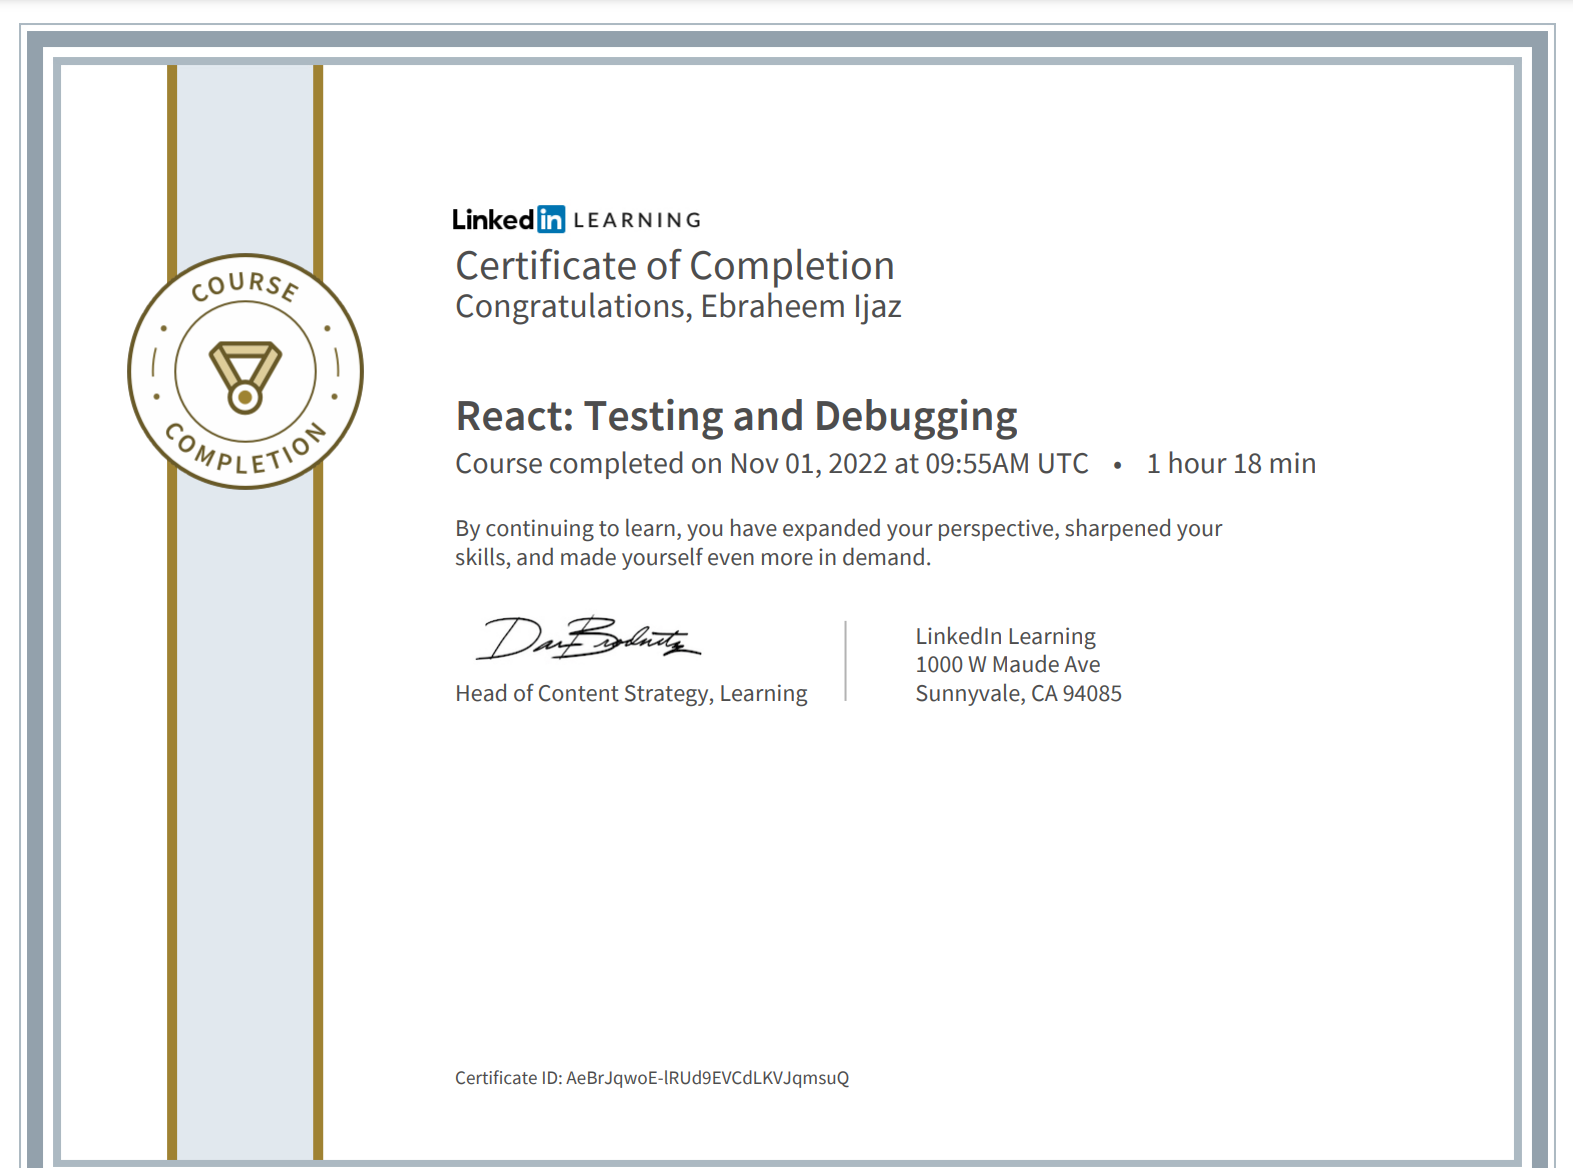 COURSE
COMPLETION
Linked in LEARNING
Certificate of Completion
Congratulations, Ebraheem Ijaz
React: Testing and Debugging
Course completed on Nov 01, 2022 at 09:55AM UTC • 1 hour 18 min
By continuing to learn, you have expanded your perspective, sharpened your
skills, and made yourself even more in demand.
Dan Brodnitz
Head of Content Strategy, Learning
LinkedIn Learning
1000 W Maude Ave
Sunnyvale, CA 94085
Certificate ID: AeBrJqwoE-lRUd9EVCdLKVJqmsuQ